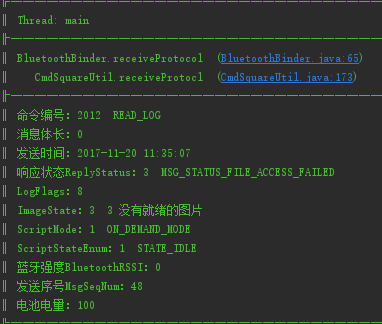 Thread: main
BluetoothBinder.receiveProtocol (BluetoothBinder.java:65)
CmdSquareUtil.receiveProtocl (CmdSquareUtil.java:173)
命令编号: 2012 READ_LOG
消息体长: 0
发送时间: 2017-11-20 11:35:07
响应状态ReplyStatus: 3 MSG_STATUS_FILE_ACCESS_FAILED
LogFlags: 8
ImageState: 3 3 没有就绪的图片
ScriptMode: 1 ON_DEMAND_MODE
ScriptStateEnum: 1 STATE_IDLE
蓝牙强度BluetoothRSSI: 0
发送序号MsgSeqNum: 48
电池电量: 100